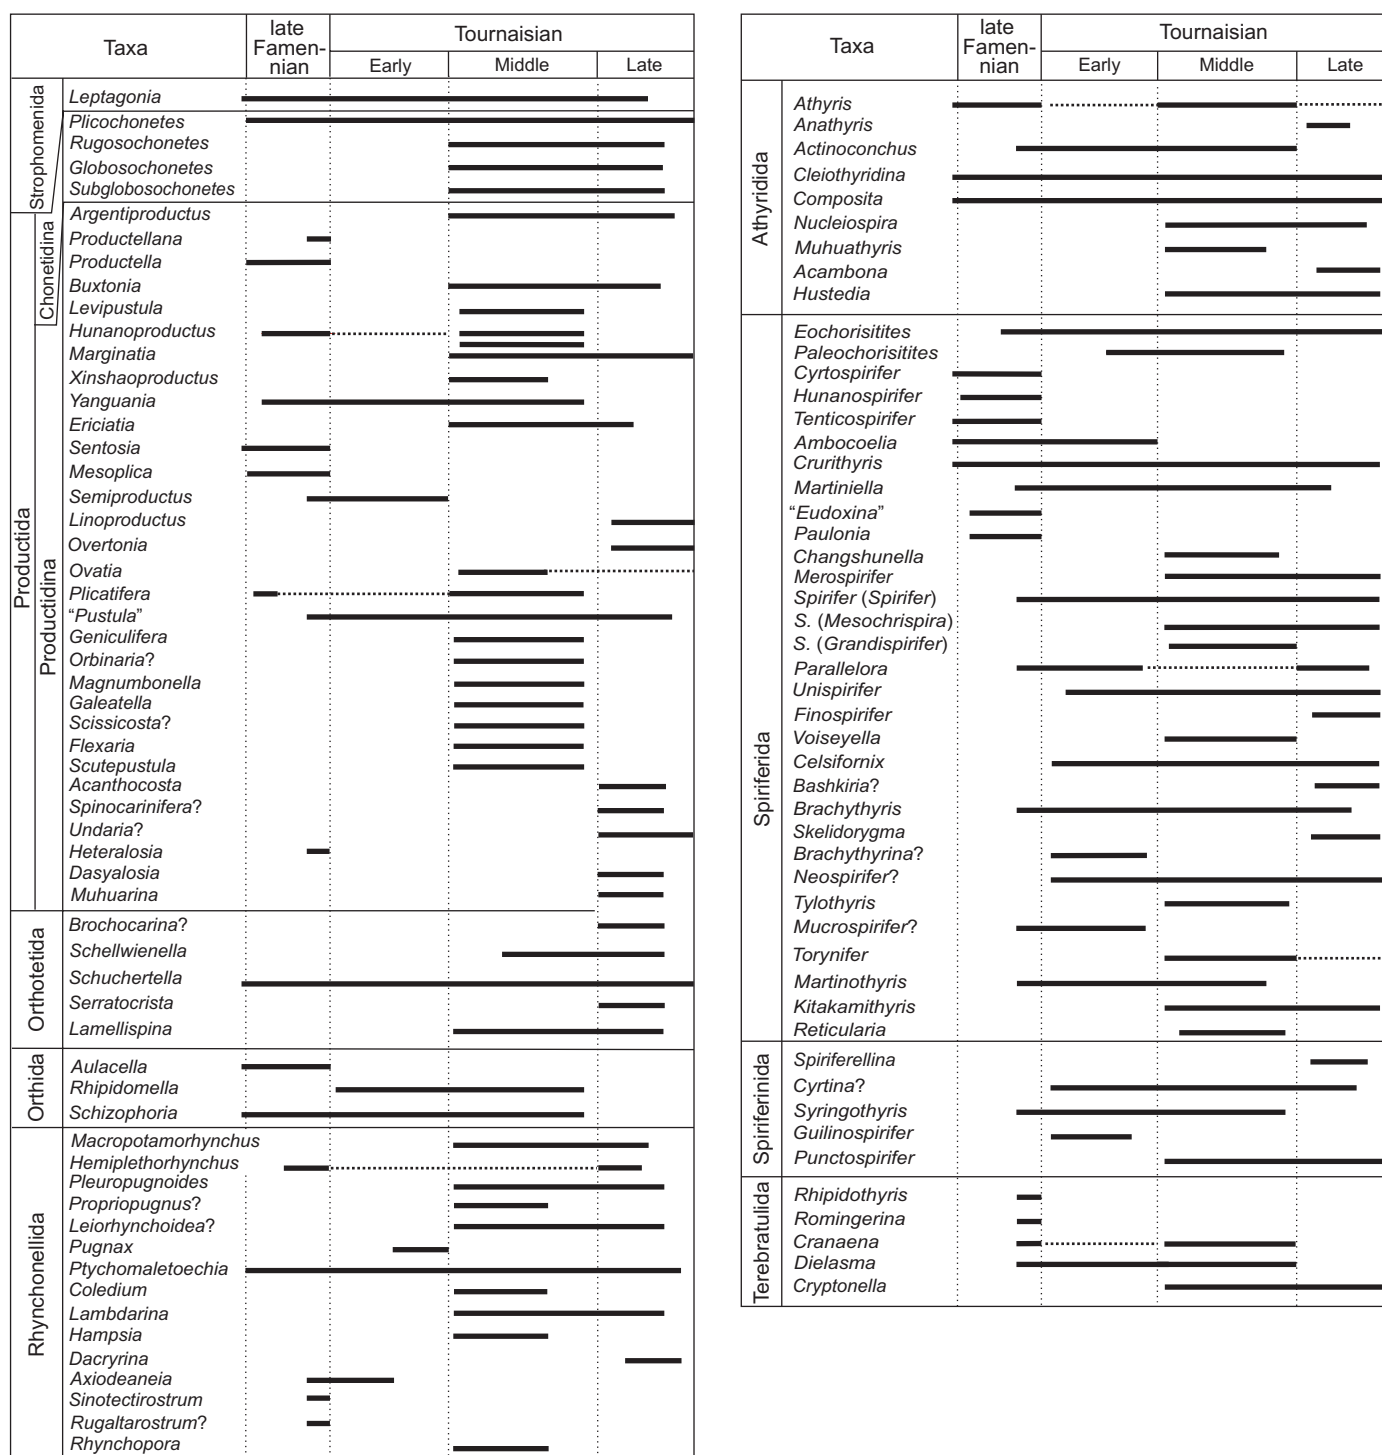 Taxa
late
Famen-
nian
Tournaisian
Early
Middle
Late
Strophomenida
Leptagonia
Productida
Chonetidina
Plicochonetes
Rugosochonetes
Globosochonetes
Subglobosochonetes
Productidina
Argentiproductus
Productellana
Productella
Buxtonia
Levipustula
Hunanoproductus
Marginatia
Xinshaoproductus
Yanguania
Ericiatia
Sentosia
Mesoplica
Semiproductus
Linoproductus
Overtonia
Ovatia
Plicatifera
“Pustula”
Geniculifera
Orbinaria?
Magnumbonella
Galeatella
Scissicosta?
Flexaria
Scutepustula
Acanthocosta
Spinocarinifera?
Undaria?
Heteralosia
Dasyalosia
Muhuarina
Orthotetida
Brochocarina?
Schellwienella
Schuchertella
Serratocrista
Lamellispina
Orthida
Aulacella
Rhipidomella
Schizophoria
Rhynchonellida
Macropotamorhynchus
Hemiplethorhynchus
Pleuropugnoides
Propriopugnus?
Leiorhynchoidea?
Pugnax
Ptychomaletoechia
Coledium
Lambdarina
Hampsia
Dacryrina
Axiodeaneia
Sinotectirostrum
Rugaltarostrum?
Rhynchopora
Taxa
late
Famen-
nian
Tournaisian
Early
Middle
Late
Athyridida
Athyris
Anathyris
Actinoconchus
Cleiothyridina
Composita
Nucleiospira
Muhuathyris
Acambona
Hustedia
Spiriferida
Eochorisitites
Paleochorisitites
Cyrtospirifer
Hunanospirifer
Tenticospirifer
Ambocoelia
Crurithyris
Martiniella
“Eudoxina”
Paulonia
Changshunella
Merospirifer
Spirifer (Spirifer)
S. (Mesochrispira)
S. (Grandispirifer)
Parallelora
Unispirifer
Finospirifer
Voiseyella
Celsifornix
Bashkiria?
Brachythyris
Skelidorygma
Brachythyrina?
Neospirifer?
Tylothyris
Mucrospirifer?
Torynifer
Martinothyris
Kitakamithyris
Reticularia
Spiriferinida
Spiriferellina
Cyrtina?
Syringothyris
Guilinospirifer
Punctospirifer
Terebratulida
Rhipidothyris
Romingerina
Cranaena
Dielasma
Cryptonella